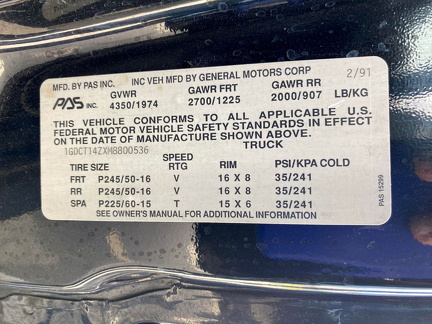 MFD. BY PAS INC. INC VEH MFD BY GENERAL MOTORS CORP 2/91
PAS INC. GVWR GAWR FRT GAWR RR
4350/1974 2700/1225 2000/907 LB/KG
THIS VEHICLE CONFORMS TO ALL APPLICABLE U.S.
FEDERAL MOTOR VEHICLE SAFETY STANDARDS IN EFFECT
ON THE DATE OF MANUFACTURE SHOWN ABOVE.
1GDCT14ZXM8800536 TRUCK
TIRE SIZE SPEED RTG RIM PSI/KPA COLD
FRT P245/50-16 V 16 X 8 35/241
RR P245/50-16 V 16 X 8 35/241
SPA P225/60-15 T 15 X 6 35/241
SEE OWNER'S MANUAL FOR ADDITIONAL INFORMATION
PAS 15299